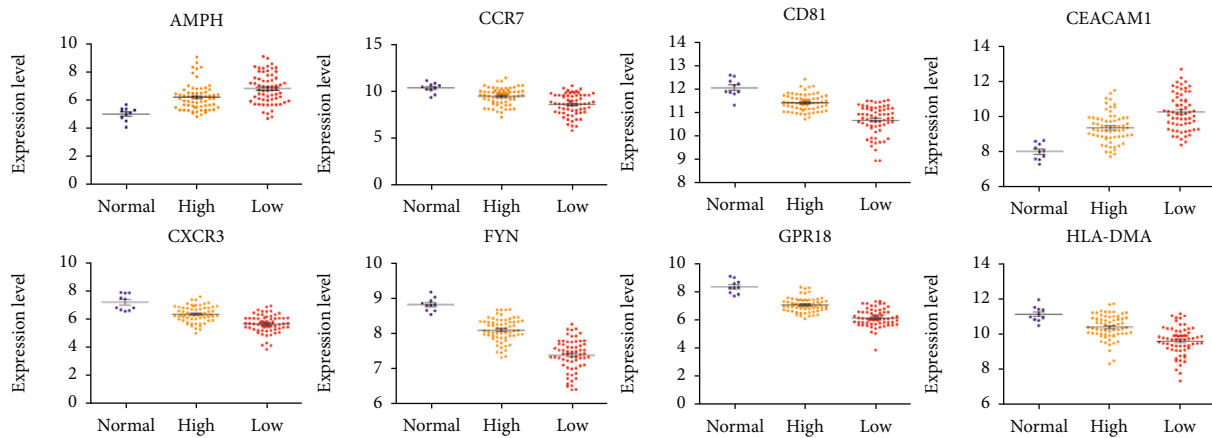 AMPH
Expression level
10
8
6
4
2
0
Normal High Low
CCR7
Expression level
15
10
5
0
Normal High Low
CD81
Expression level
14
13
12
11
10
9
8
Normal High Low
CEACAM1
Expression level
14
12
10
8
6
Normal High Low
CXCR3
Expression level
10
8
6
4
2
0
Normal High Low
FYN
Expression level
10
9
8
7
6
Normal High Low
GPR18
Expression level
10
8
6
4
2
0
Normal High Low
HLA-DMA
Expression level
14
12
10
8
6
Normal High Low